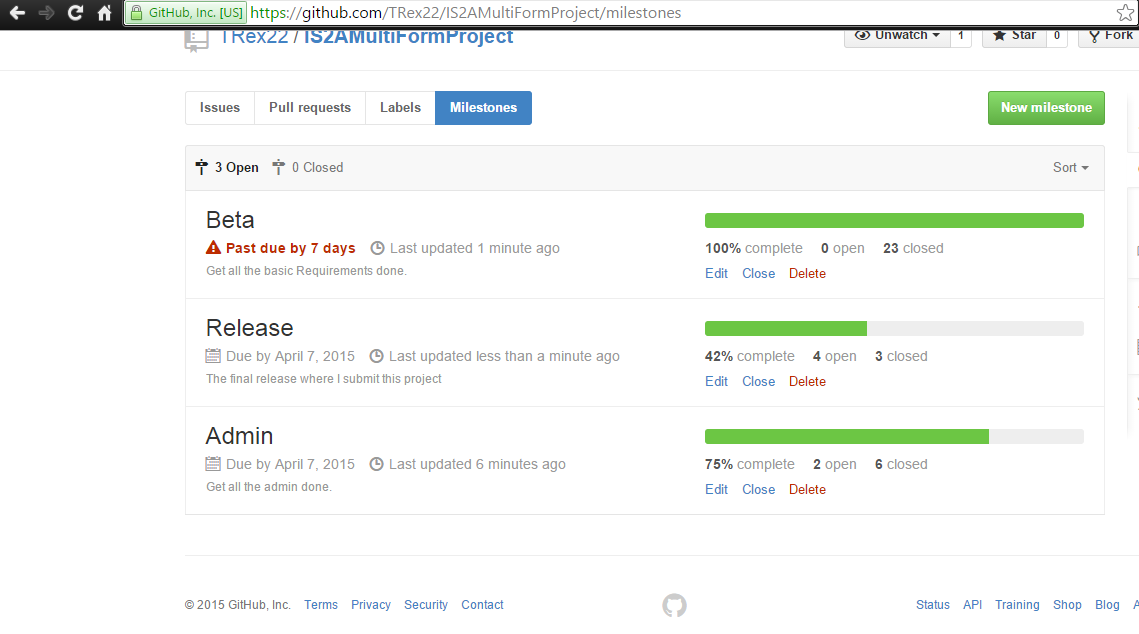 GitHub, Inc. [US] https://github.com/TRex22/IS2AMultiFormProject/milestones
TRex22 / IS2AMultiFormProject Unwatch 1 Star 0 Fork
Issues Pull requests Labels Milestones New milestone
3 Open 0 Closed Sort
Beta
Past due by 7 days Last updated 1 minute ago
Get all the basic Requirements done.
100% complete 0 open 23 closed
Edit Close Delete
Release
Due by April 7, 2015 Last updated less than a minute ago
The final release where I submit this project
42% complete 4 open 3 closed
Edit Close Delete
Admin
Due by April 7, 2015 Last updated 6 minutes ago
Get all the admin done.
75% complete 2 open 6 closed
Edit Close Delete
© 2015 GitHub, Inc. Terms Privacy Security Contact Status API Training Shop Blog